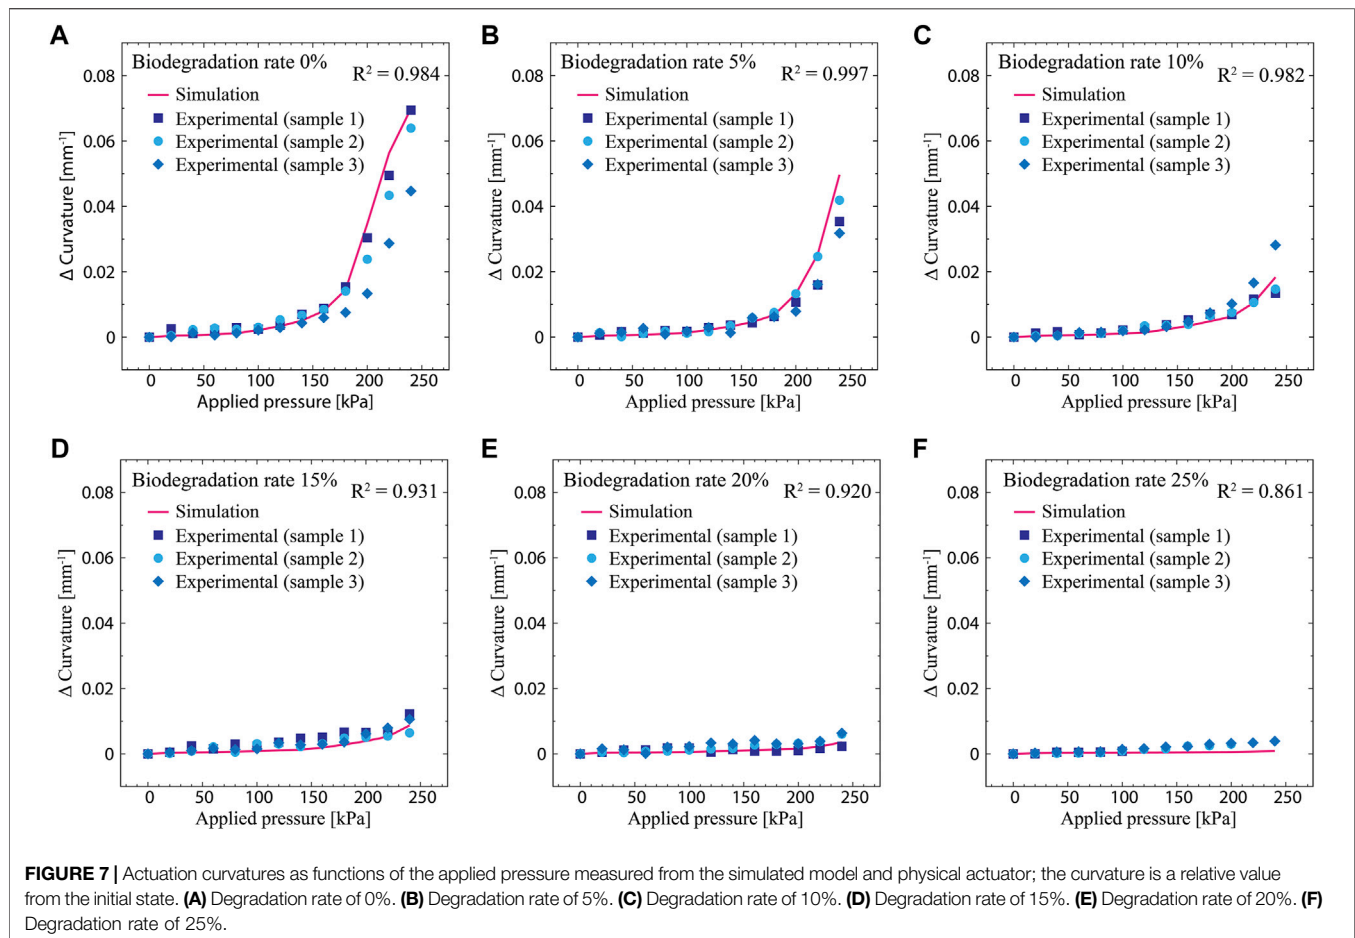 A
Biodegradation rate 0%
R² = 0.984
Simulation
Experimental (sample 1)
Experimental (sample 2)
Experimental (sample 3)
0.08
0.06
0.04
0.02
0
Δ Curvature [mm⁻¹]
0 50 100 150 200 250
Applied pressure [kPa]
B
Biodegradation rate 5%
R² = 0.997
Simulation
Experimental (sample 1)
Experimental (sample 2)
Experimental (sample 3)
0.08
0.06
0.04
0.02
0
Δ Curvature [mm⁻¹]
0 50 100 150 200 250
Applied pressure [kPa]
C
Biodegradation rate 10%
R² = 0.982
Simulation
Experimental (sample 1)
Experimental (sample 2)
Experimental (sample 3)
0.08
0.06
0.04
0.02
0
Δ Curvature [mm⁻¹]
0 50 100 150 200 250
Applied pressure [kPa]
D
Biodegradation rate 15%
R² = 0.931
Simulation
Experimental (sample 1)
Experimental (sample 2)
Experimental (sample 3)
0.08
0.06
0.04
0.02
0
Δ Curvature [mm⁻¹]
0 50 100 150 200 250
Applied pressure [kPa]
E
Biodegradation rate 20%
R² = 0.920
Simulation
Experimental (sample 1)
Experimental (sample 2)
Experimental (sample 3)
0.08
0.06
0.04
0.02
0
Δ Curvature [mm⁻¹]
0 50 100 150 200 250
Applied pressure [kPa]
F
Biodegradation rate 25%
R² = 0.861
Simulation
Experimental (sample 1)
Experimental (sample 2)
Experimental (sample 3)
0.08
0.06
0.04
0.02
0
Δ Curvature [mm⁻¹]
0 50 100 150 200 250
Applied pressure [kPa]
FIGURE 7 | Actuation curvatures as functions of the applied pressure measured from the simulated model and physical actuator; the curvature is a relative value
from the initial state. (A) Degradation rate of 0%. (B) Degradation rate of 5%. (C) Degradation rate of 10%. (D) Degradation rate of 15%. (E) Degradation rate of 20%. (F)
Degradation rate of 25%.